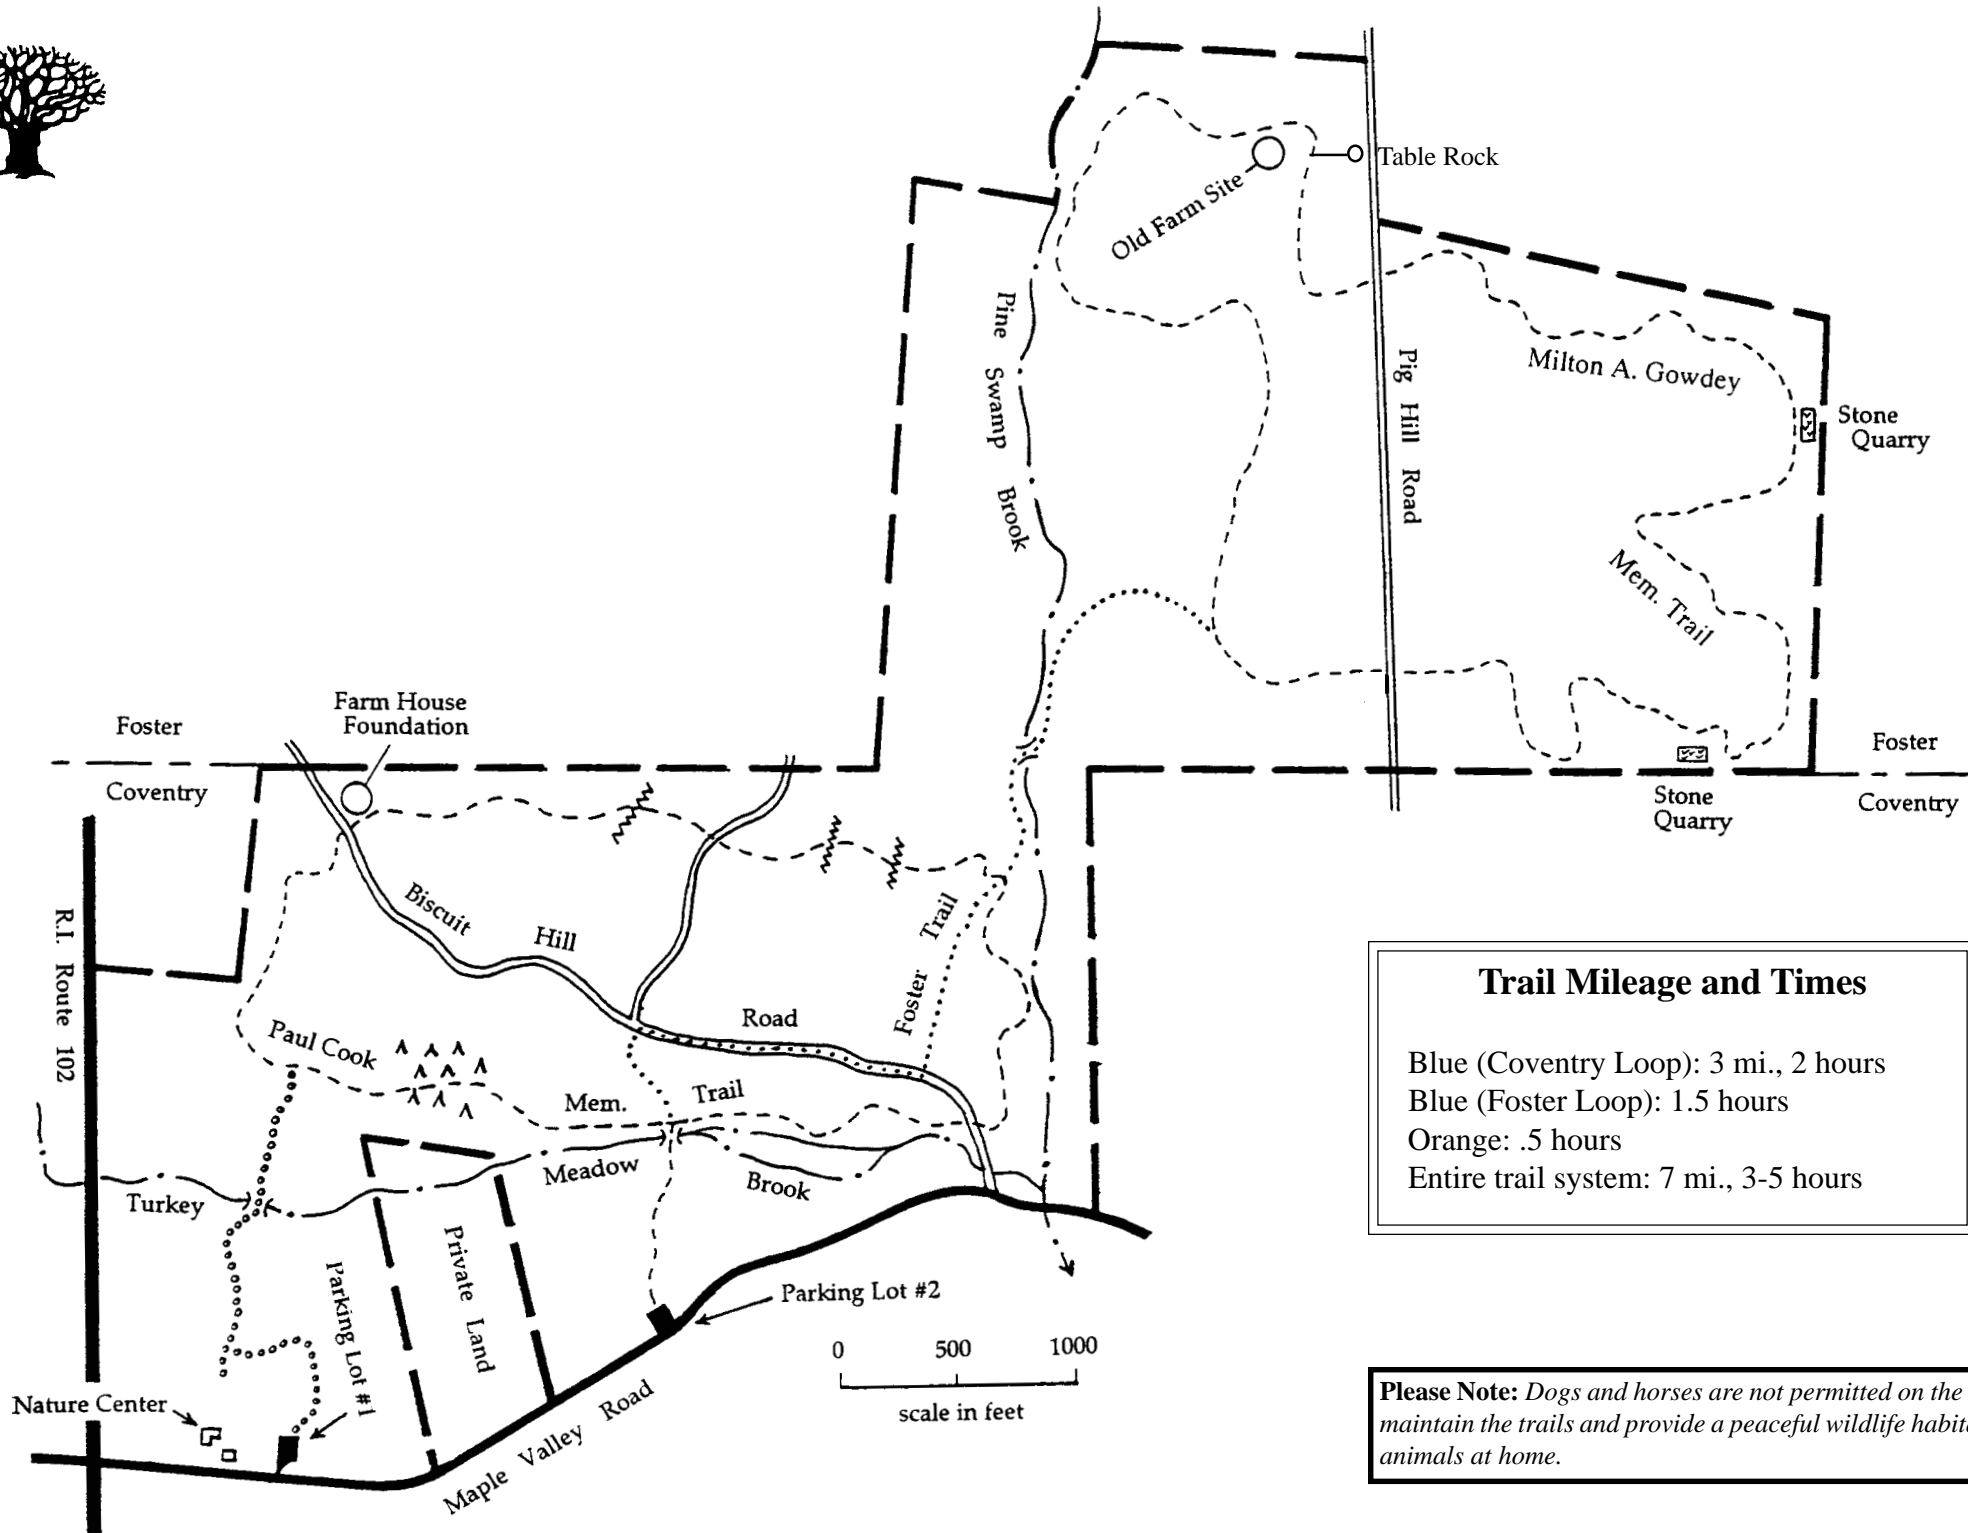 Table Rock
Old Farm Site
Pine Swamp Brook
Pig Hill Road
Milton A. Gowdey
Mem. Trail
Stone
Quarry
Farm House
Foundation
Foster
Coventry
Foster
Coventry
Stone
Quarry
R.I. Route 102
Biscuit Hill Road
Foster Trail
Paul Cook Mem. Trail
Turkey Meadow Brook
Private Land
Parking Lot #1
Parking Lot #2
Nature Center
Maple Valley Road
0 500 1000
scale in feet
Trail Mileage and Times
Blue (Coventry Loop): 3 mi., 2 hours
Blue (Foster Loop): 1.5 hours
Orange: .5 hours
Entire trail system: 7 mi., 3-5 hours
Please Note: Dogs and horses are not permitted on the
maintain the trails and provide a peaceful wildlife habit
animals at home.